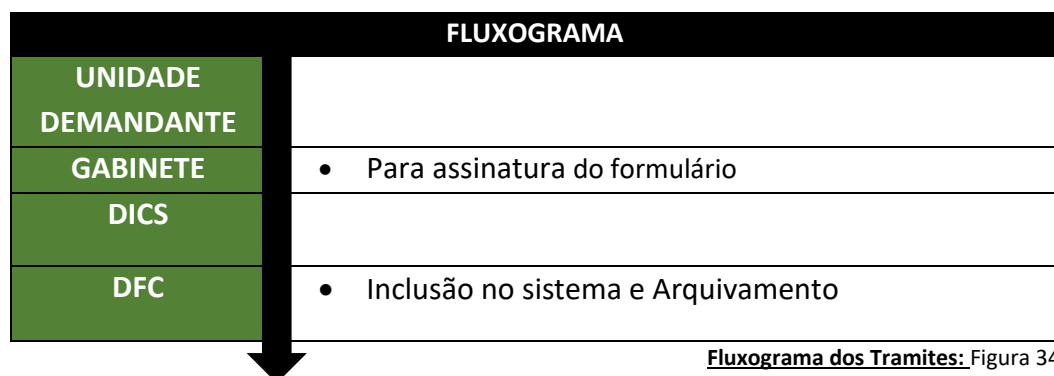 FLUXOGRAMA
UNIDADE
DEMANDANTE
GABINETE
• Para assinatura do formulário
DICS
DFC
• Inclusão no sistema e Arquivamento
Fluxograma dos Tramites: Figura 34